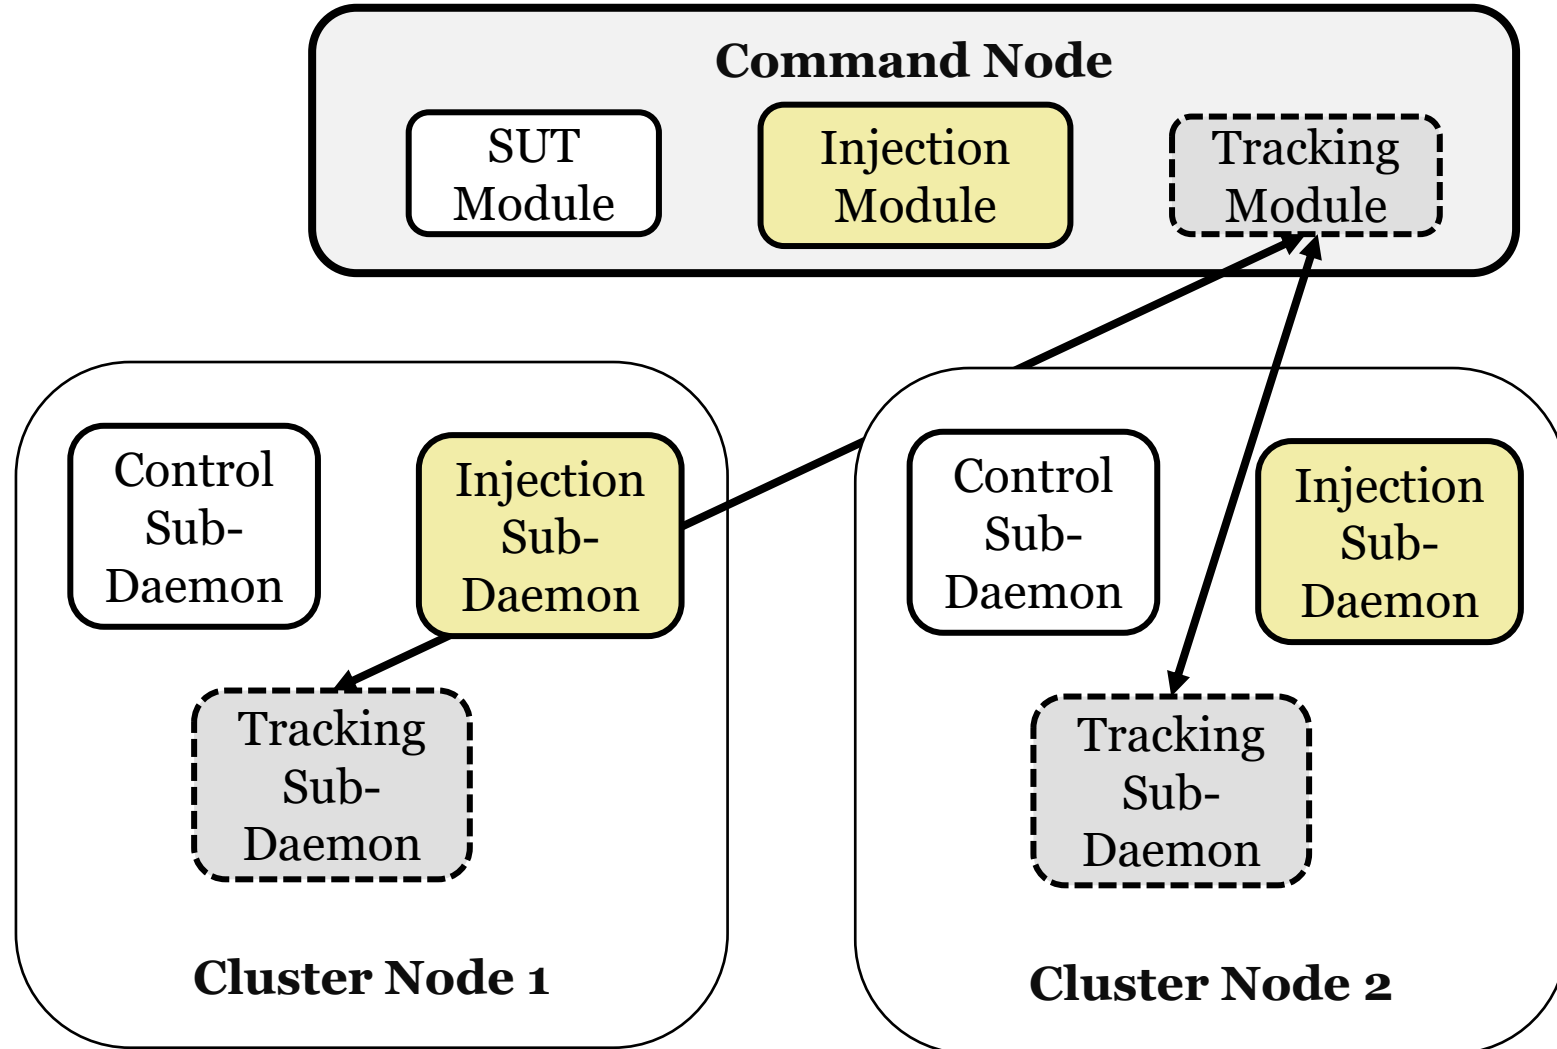 Command Node
SUT
Module
Injection
Module
Tracking
Module
Control
Sub-
Daemon
Injection
Sub-
Daemon
Tracking
Sub-
Daemon
Cluster Node 1
Control
Sub-
Daemon
Injection
Sub-
Daemon
Tracking
Sub-
Daemon
Cluster Node 2